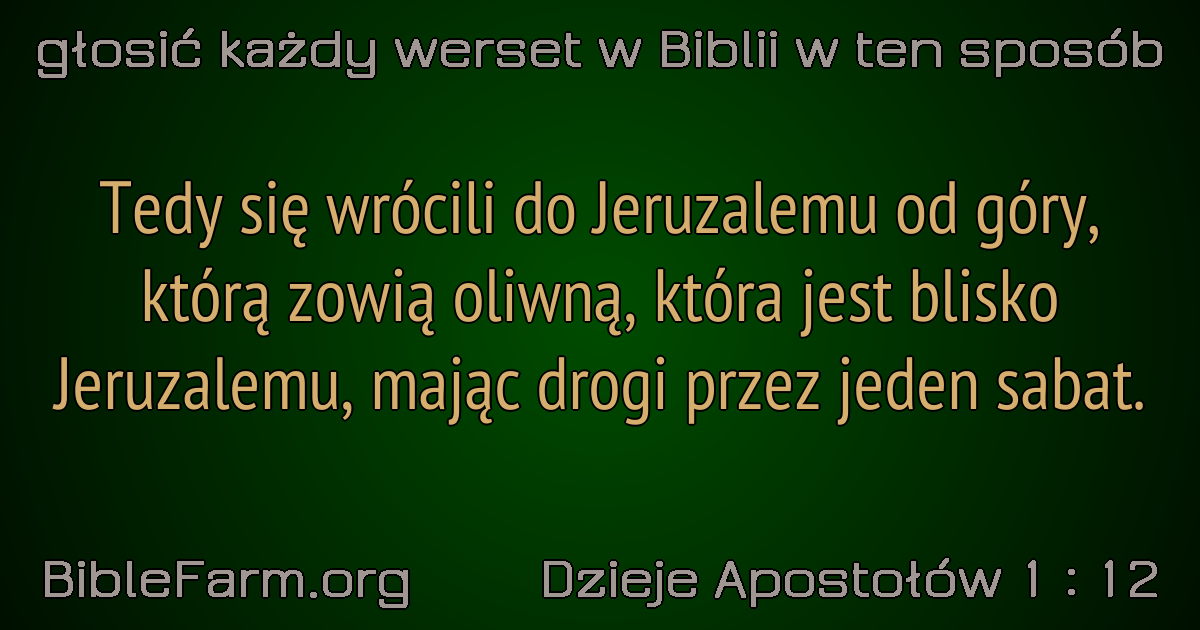 głosić każdy werset w Biblii w ten sposób
Tedy się wrócili do Jeruzalemu od góry,
którą zowią oliwną, która jest blisko
Jeruzalemu, mając drogi przez jeden sabat.
BibleFarm.org
Dzieje Apostołów 1 : 12